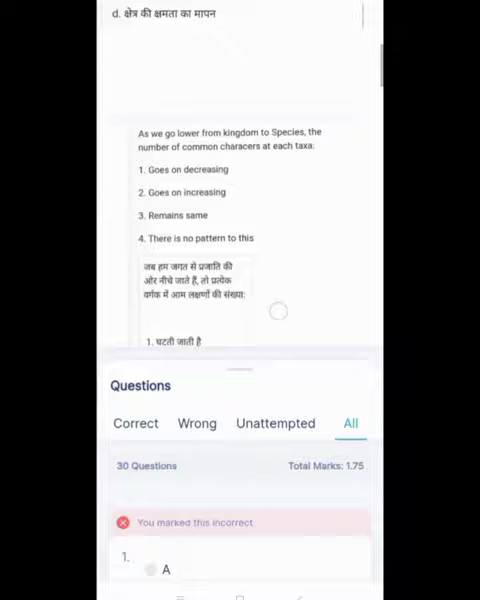 d. क्षेत्र की क्षमता का मापन
As we go lower from kingdom to Species, the
number of common characers at each taxa:
1. Goes on decreasing
2. Goes on increasing
3. Remains same
4. There is no pattern to this
जब हम जगत से प्रजाति की
ओर नीचे जाते हैं, तो प्रत्येक
वर्गक में आम लक्षणों की संख्या:
1. घटती जाती है
Questions
Correct Wrong Unattempted All
30 Questions Total Marks: 1.75
You marked this incorrect
1.
A